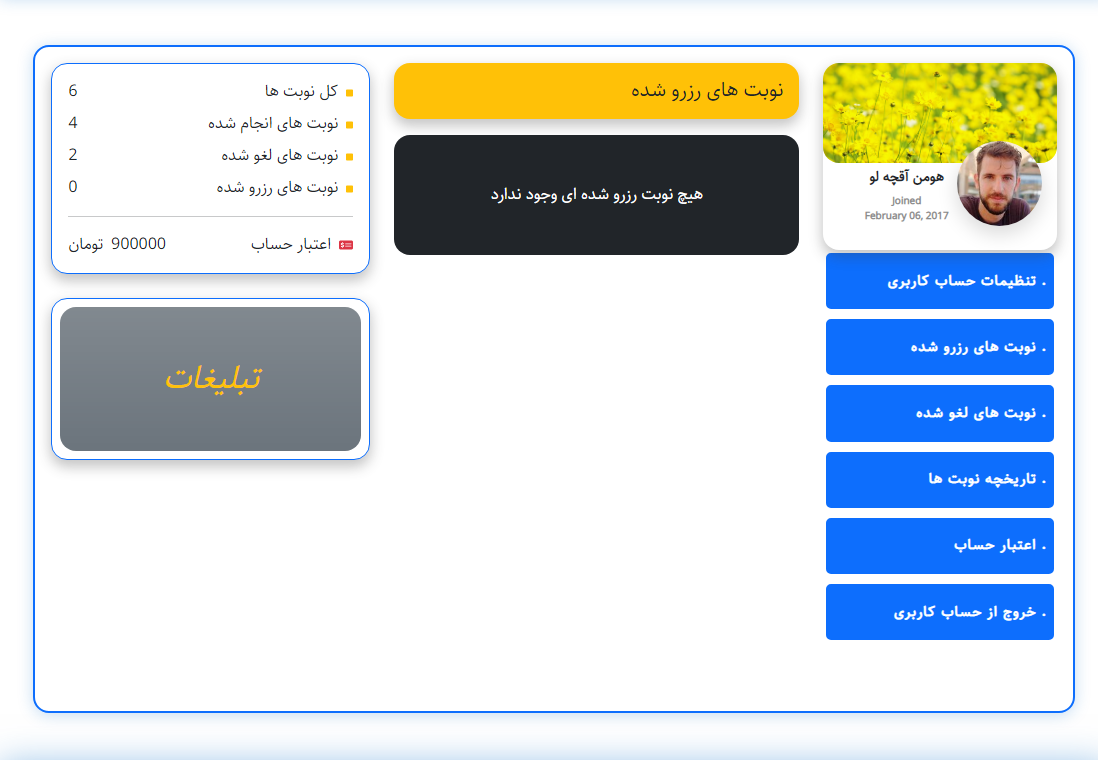 هومن آقچه لو
Joined
February 06, 2017
. تنظیمات حساب کاربری
. نوبت های رزرو شده
. نوبت های لغو شده
. تاریخچه نوبت ها
. اعتبار حساب
. خروج از حساب کاربری
نوبت های رزرو شده
هیچ نوبت رزرو شده ای وجود ندارد
کل نوبت ها 6
نوبت های انجام شده 4
نوبت های لغو شده 2
نوبت های رزرو شده 0
اعتبار حساب 900000 تومان
تبلیغات